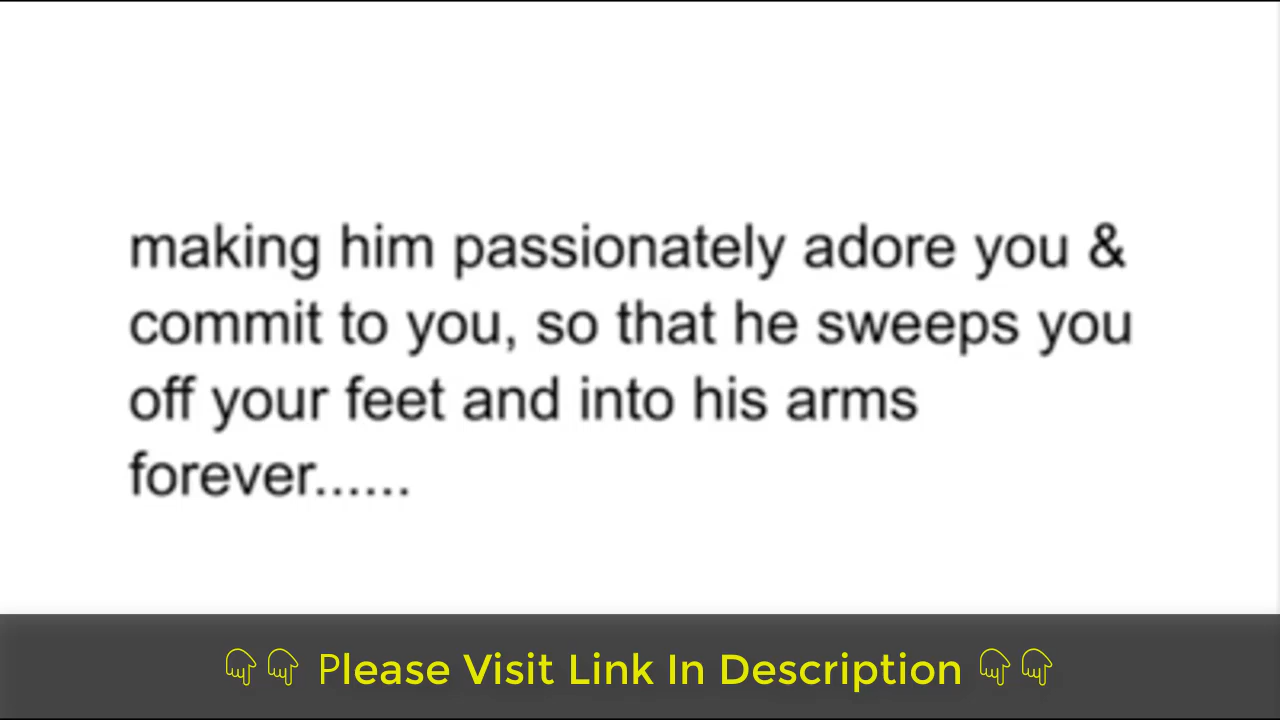 making him passionately adore you &
commit to you, so that he sweeps you
off your feet and into his arms
forever......
👇👇 Please Visit Link In Description 👇👇